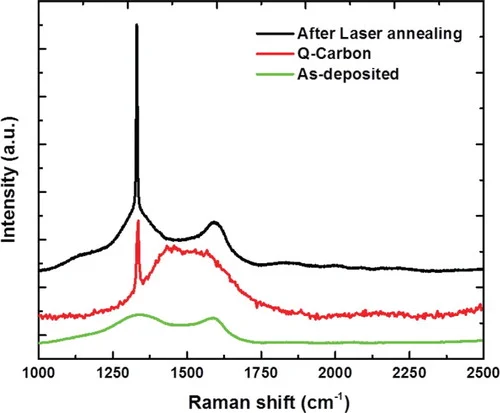 After Laser annealing
Q-Carbon
As-deposited
Intensity (a.u.)
1000 1250 1500 1750 2000 2250 2500
Raman shift (cm⁻¹)